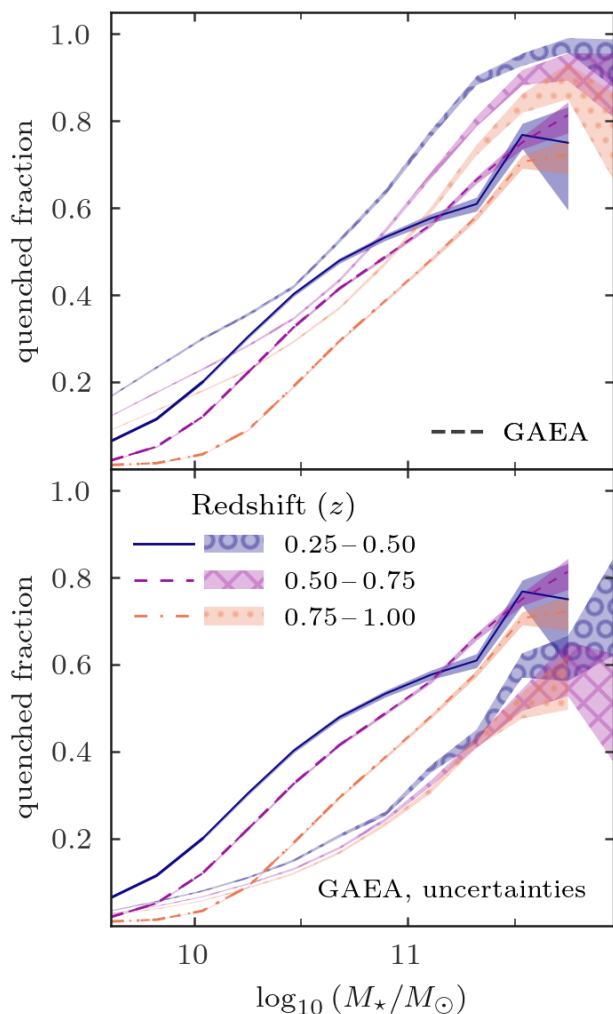 1.0
0.8
0.6
0.4
0.2
quenched fraction
GAEA
1.0
0.8
0.6
0.4
0.2
quenched fraction
Redshift (z)
0.25–0.50
0.50–0.75
0.75–1.00
GAEA, uncertainties
10
11
log₁₀ (M⋆/M⊙)